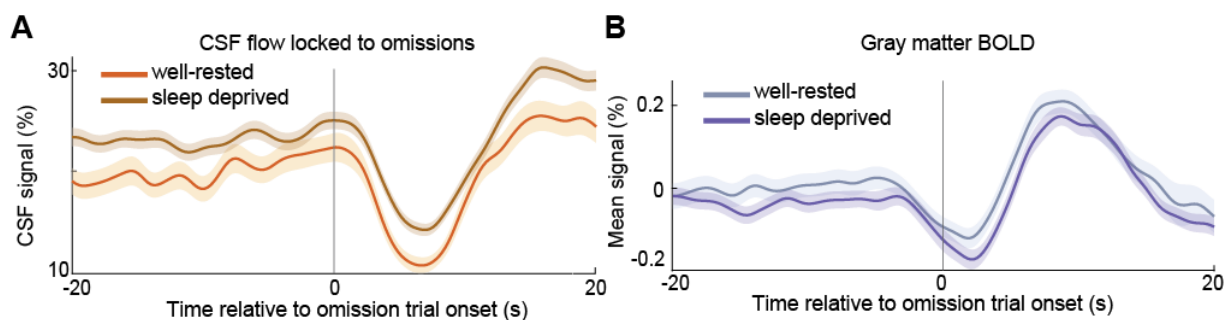 A
CSF flow locked to omissions
30
well-rested
sleep deprived
CSF signal (%)
10
-20
0
20
Time relative to omission trial onset (s)
B
Gray matter BOLD
0.2
well-rested
sleep deprived
Mean signal (%)
0
-0.2
-20
0
20
Time relative to omission trial onset (s)